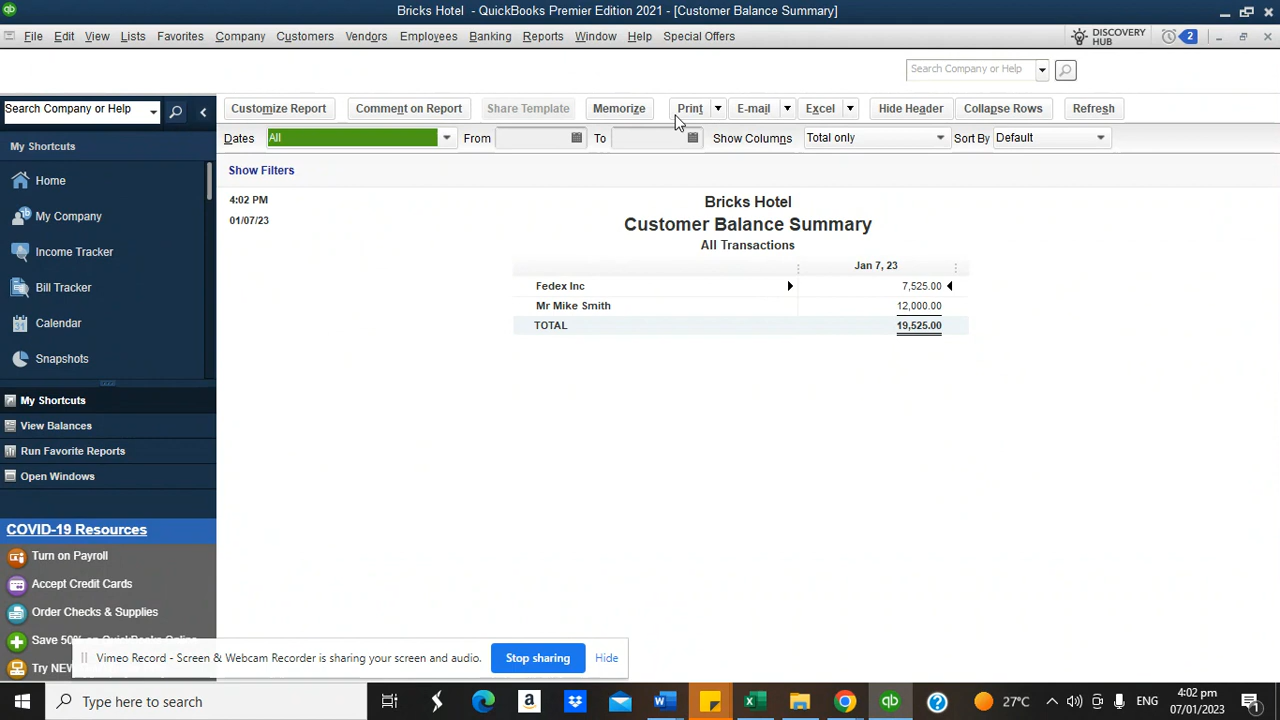 Bricks Hotel - QuickBooks Premier Edition 2021 - [Customer Balance Summary]
File Edit View Lists Favorites Company Customers Vendors Employees Banking Reports Window Help Special Offers
DISCOVERY
HUB
2
Search Company or Help
Search Company or Help
Customize Report Comment on Report Share Template Memorize Print E-mail Excel Hide Header Collapse Rows Refresh
Dates All From To Show Columns Total only Sort By Default
My Shortcuts
Home
My Company
Income Tracker
Bill Tracker
Calendar
Snapshots
My Shortcuts
View Balances
Run Favorite Reports
Open Windows
COVID-19 Resources
Turn on Payroll
Accept Credit Cards
Order Checks & Supplies
Save 50% on QuickBooks Online
Try NE
Show Filters
4:02 PM
01/07/23
Bricks Hotel
Customer Balance Summary
All Transactions
Jan 7, 23
Fedex Inc 7,525.00
Mr Mike Smith 12,000.00
TOTAL 19,525.00
Vimeo Record - Screen & Webcam Recorder is sharing your screen and audio. Stop sharing Hide
Type here to search
27°C
ENG
4:02 pm
07/01/2023
1